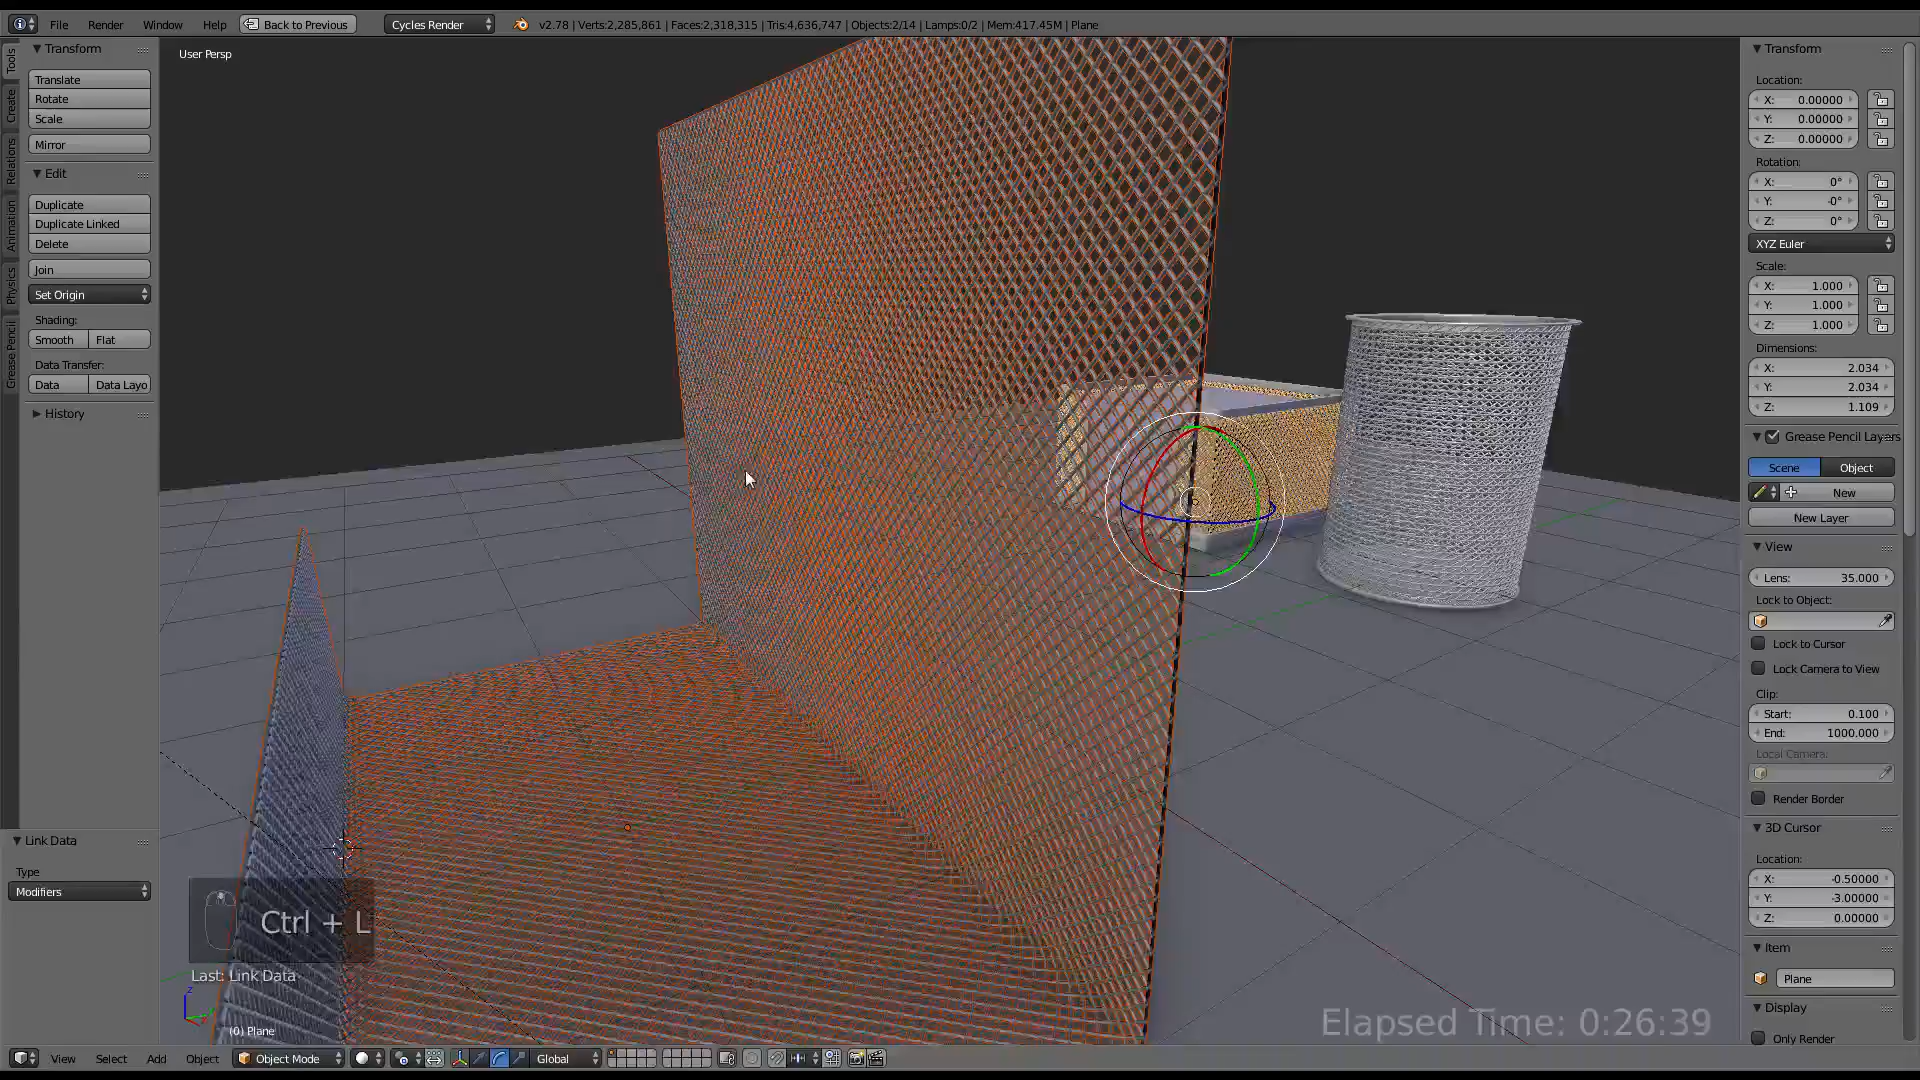 File Render Window Help Back to Previous Cycles Render v2.78 | Verts:2,285,861 | Faces:2,318,315 | Tris:4,636,747 | Objects:2/14 | Lamps:0/2 | Mem:417.45M | Plane
User Persp
Tools
Create
Relations
Animation
Physics
Grease Pencil
Transform
Translate
Rotate
Scale
Mirror
Edit
Duplicate
Duplicate Linked
Delete
Join
Set Origin
Shading:
Smooth Flat
Data Transfer:
Data Data Layo
History
Link Data
Type
Modifiers
Ctrl + L
Last: Link Data
z
(0) Plane
Elapsed Time: 0:26:39
Transform
Location:
X: 0.00000
Y: 0.00000
Z: 0.00000
Rotation:
X: 0°
Y: -0°
Z: 0°
XYZ Euler
Scale:
X: 1.000
Y: 1.000
Z: 1.000
Dimensions:
X: 2.034
Y: 2.034
Z: 1.109
Grease Pencil Layers
Scene Object
New
New Layer
View
Lens: 35.000
Lock to Object:
Lock to Cursor
Lock Camera to View
Clip:
Start: 0.100
End: 1000.000
Local Camera:
Render Border
3D Cursor
Location:
X: -0.50000
Y: -3.00000
Z: 0.00000
Item
Plane
Display
Only Render
View Select Add Object Object Mode Global